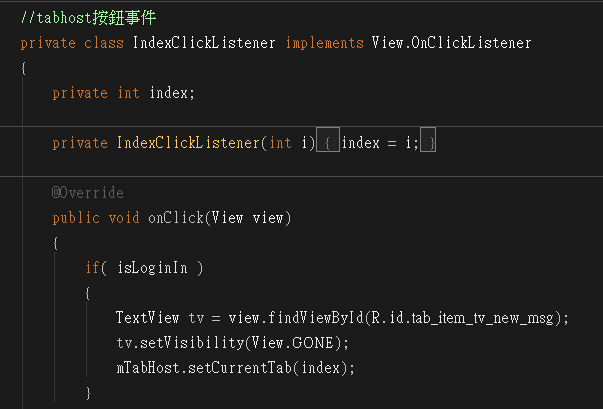 //tabhost按鈕事件
private class IndexClickListener implements View.OnClickListener
{
private int index;
private IndexClickListener(int i) { index = i; }
@Override
public void onClick(View view)
{
if( isLoginIn )
{
TextView tv = view.findViewById(R.id.tab_item_tv_new_msg);
tv.setVisibility(View.GONE);
mTabHost.setCurrentTab(index);
}